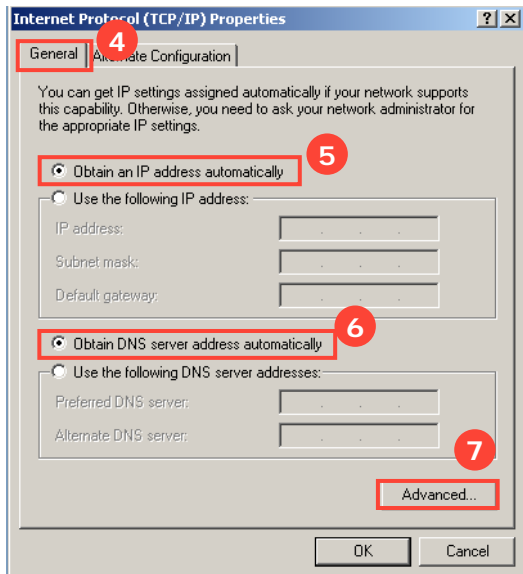 Internet Protocol (TCP/IP) Properties
4
General
Alternate Configuration
You can get IP settings assigned automatically if your network supports
this capability. Otherwise, you need to ask your network administrator for
the appropriate IP settings.
5
Obtain an IP address automatically
Use the following IP address:
IP address:
Subnet mask:
Default gateway:
6
Obtain DNS server address automatically
Use the following DNS server addresses:
Preferred DNS server:
Alternate DNS server:
7
Advanced...
OK
Cancel